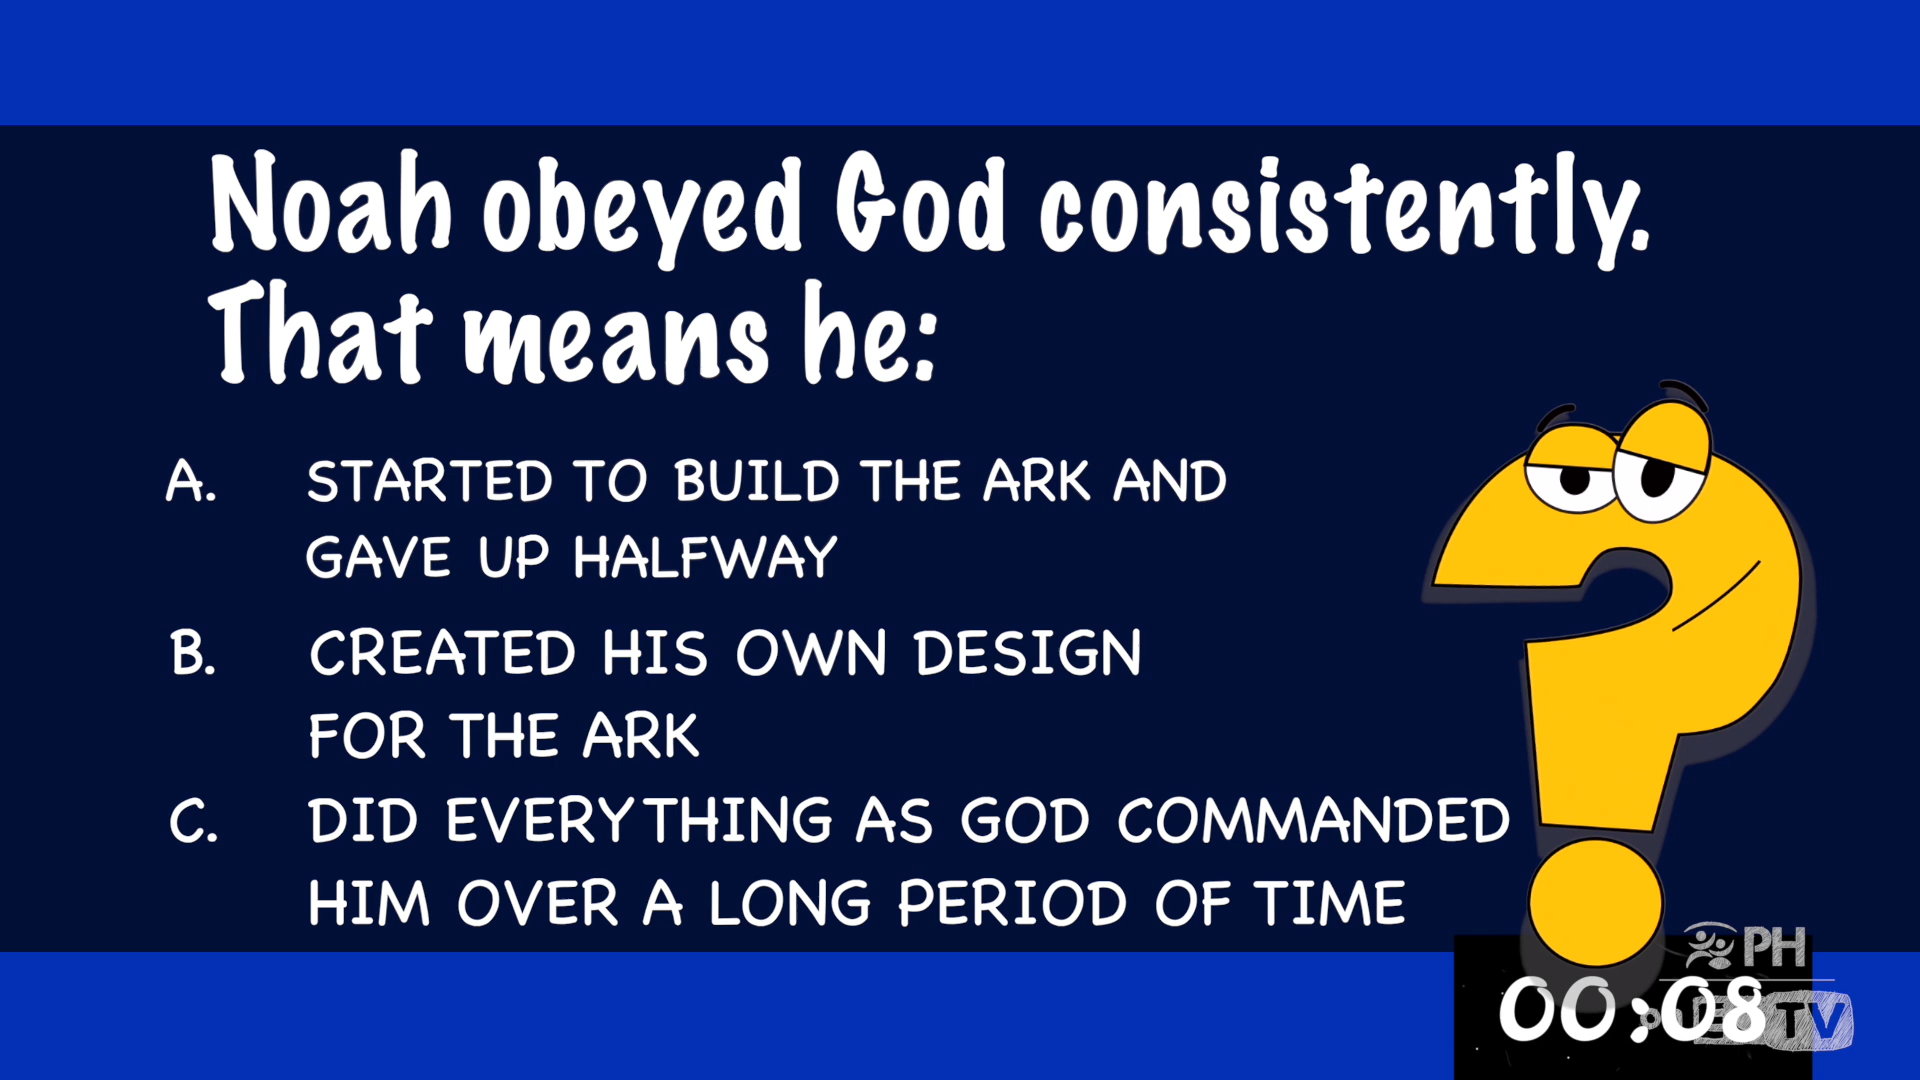 Noah obeyed God consistently.
That means he:
A. STARTED TO BUILD THE ARK AND
GAVE UP HALFWAY
B. CREATED HIS OWN DESIGN
FOR THE ARK
C. DID EVERYTHING AS GOD COMMANDED
HIM OVER A LONG PERIOD OF TIME
PH
00:08
TV